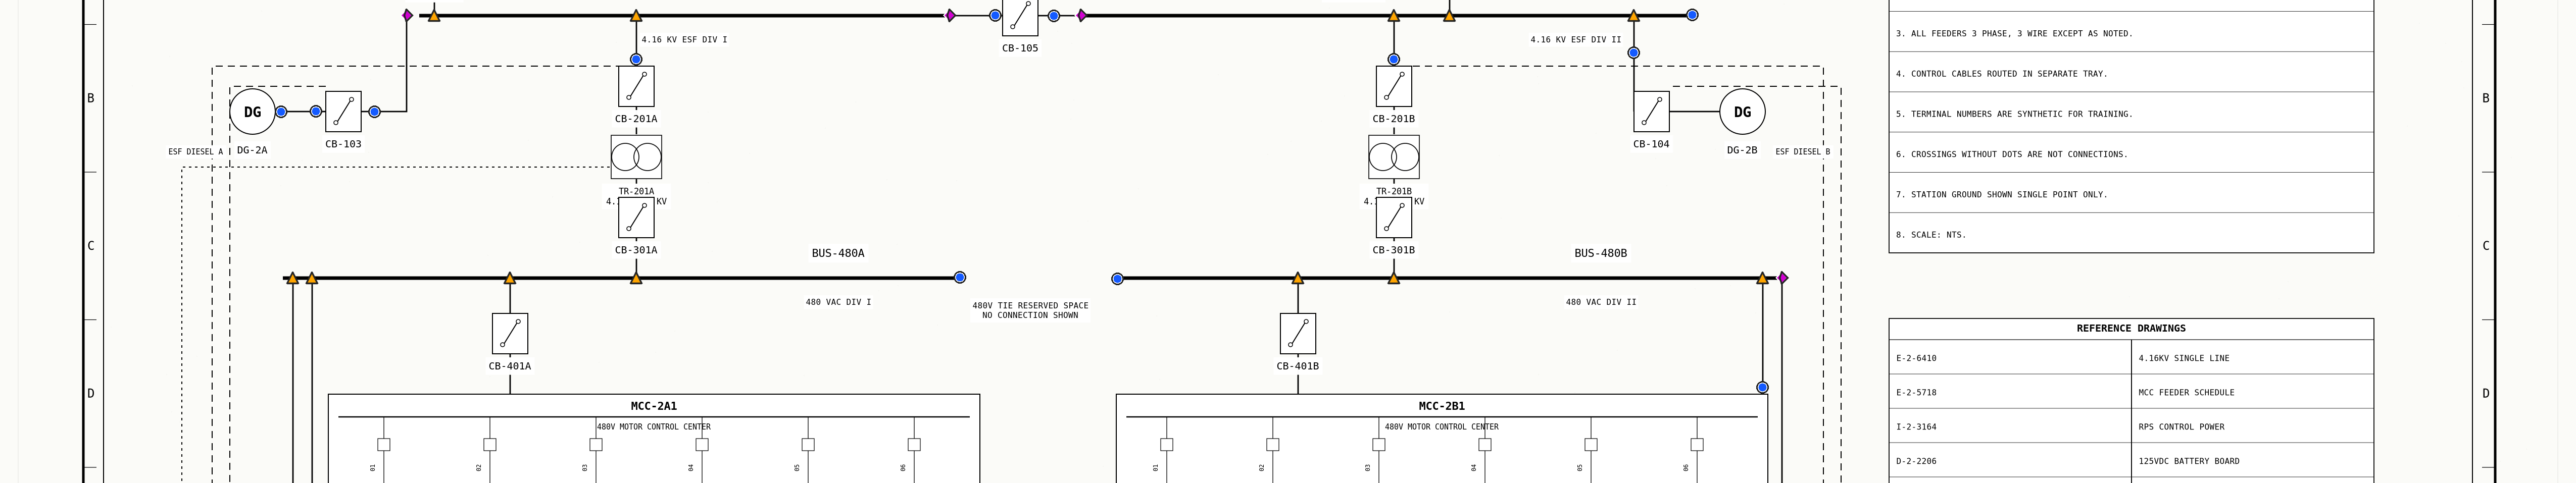 CB-105
4.16 KV ESF DIV I
4.16 KV ESF DIV II
3. ALL FEEDERS 3 PHASE, 3 WIRE EXCEPT AS NOTED.
4. CONTROL CABLES ROUTED IN SEPARATE TRAY.
B
B
DG
CB-201A
CB-201B
DG
5. TERMINAL NUMBERS ARE SYNTHETIC FOR TRAINING.
ESF DIESEL A
DG-2A
CB-103
CB-104
DG-2B
ESF DIESEL B
6. CROSSINGS WITHOUT DOTS ARE NOT CONNECTIONS.
TR-201A
TR-201B
7. STATION GROUND SHOWN SINGLE POINT ONLY.
4. KV
4. KV
8. SCALE: NTS.
C
C
CB-301A
CB-301B
BUS-480A
BUS-480B
480 VAC DIV I
480V TIE RESERVED SPACE
NO CONNECTION SHOWN
480 VAC DIV II
REFERENCE DRAWINGS
E-2-6410 4.16KV SINGLE LINE
CB-401A
CB-401B
E-2-5718 MCC FEEDER SCHEDULE
D
D
MCC-2A1
MCC-2B1
480V MOTOR CONTROL CENTER
480V MOTOR CONTROL CENTER
I-2-3164 RPS CONTROL POWER
01 02 03 04 05 06
01 02 03 04 05 06
D-2-2206 125VDC BATTERY BOARD